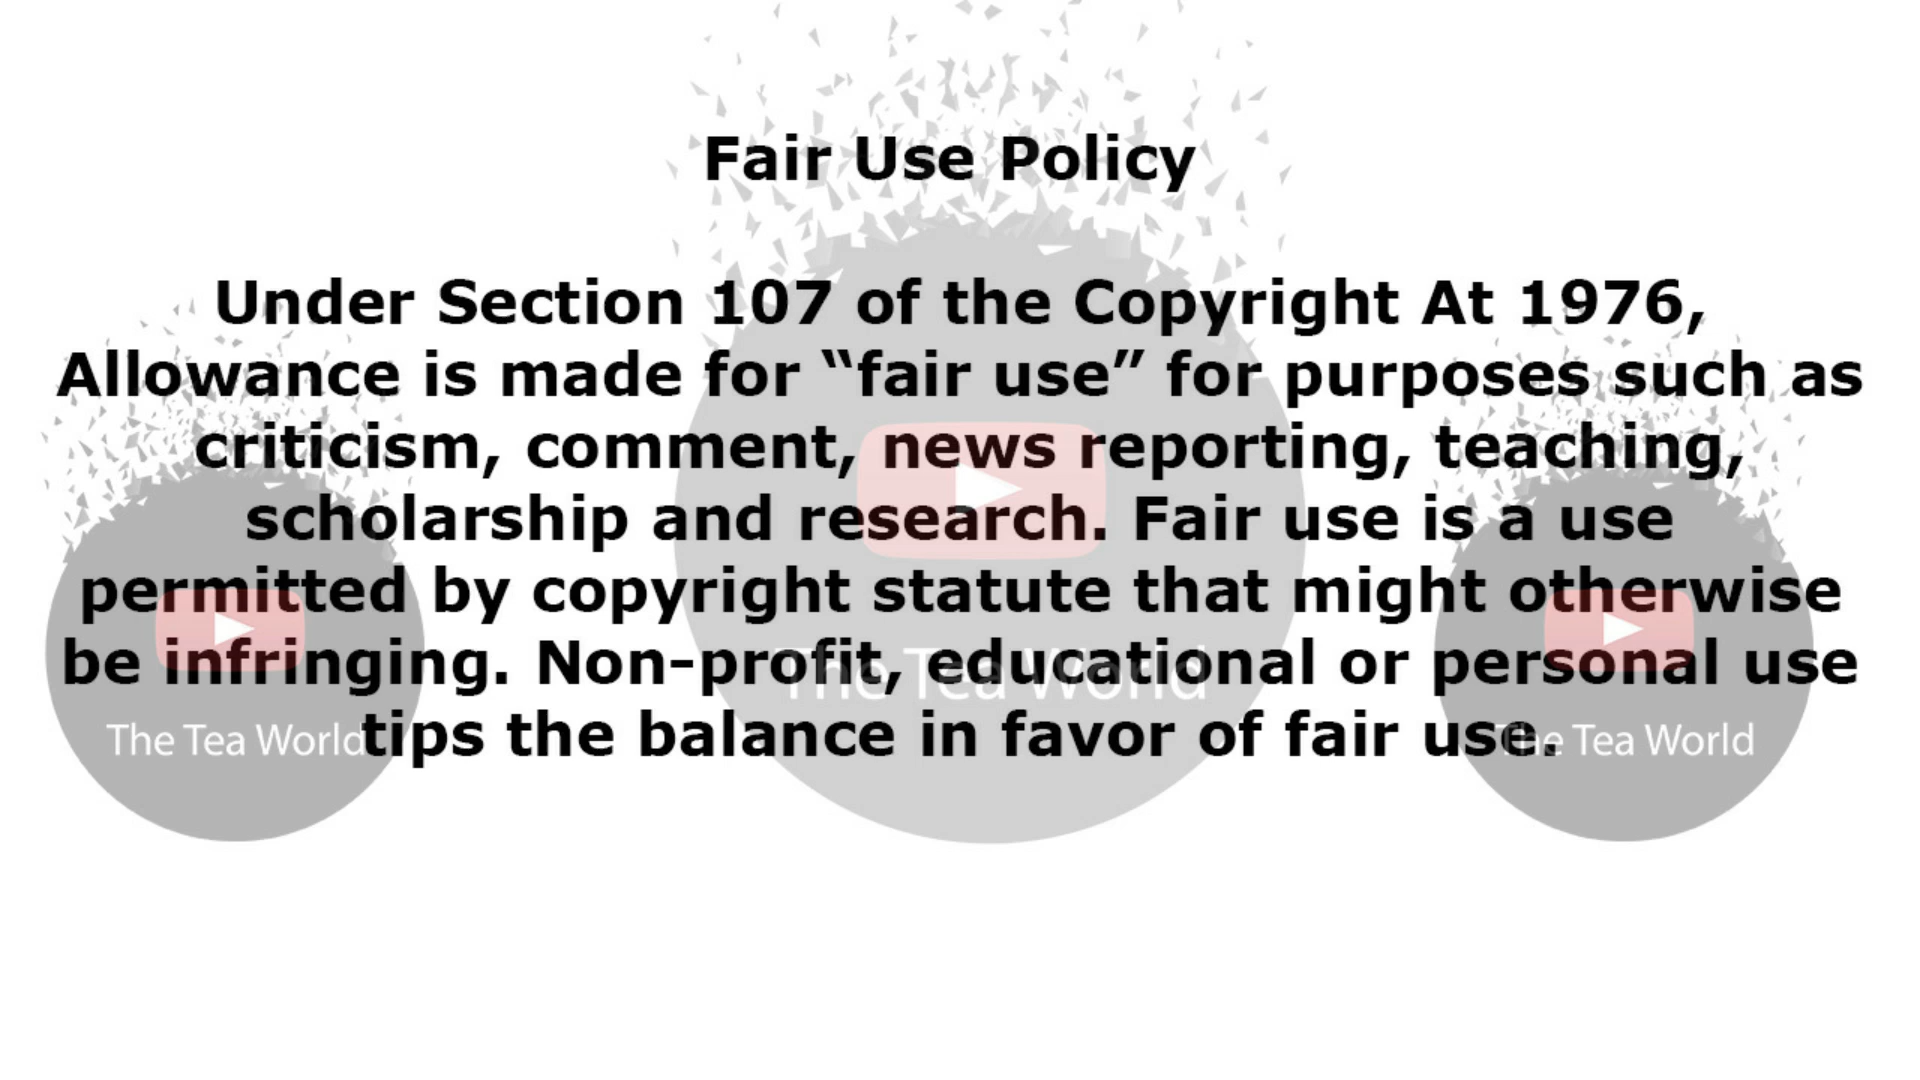 Fair Use Policy
Under Section 107 of the Copyright At 1976,
Allowance is made for “fair use” for purposes such as
criticism, comment, news reporting, teaching,
scholarship and research. Fair use is a use
permitted by copyright statute that might otherwise
be infringing. Non-profit, educational or personal use
tips the balance in favor of fair use.
The Tea World
The Tea World
The Tea World